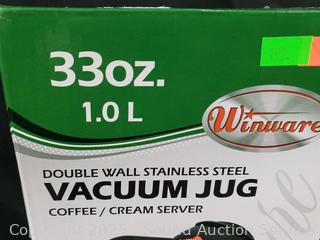 33oz.
1.0 L
Winware
DOUBLE WALL STAINLESS STEEL
VACUUM JUG
COFFEE / CREAM SERVER